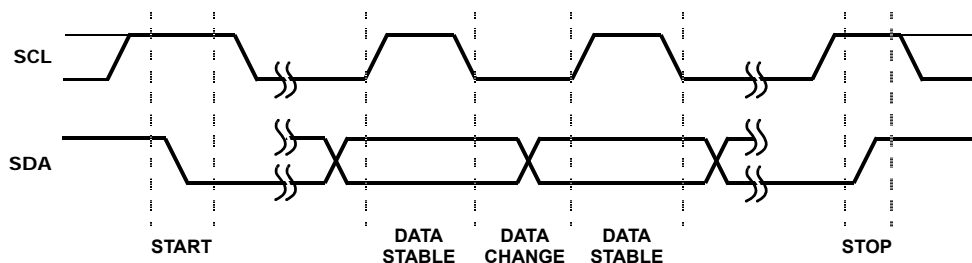 SCL
SDA
START
DATA
STABLE
DATA
CHANGE
DATA
STABLE
STOP